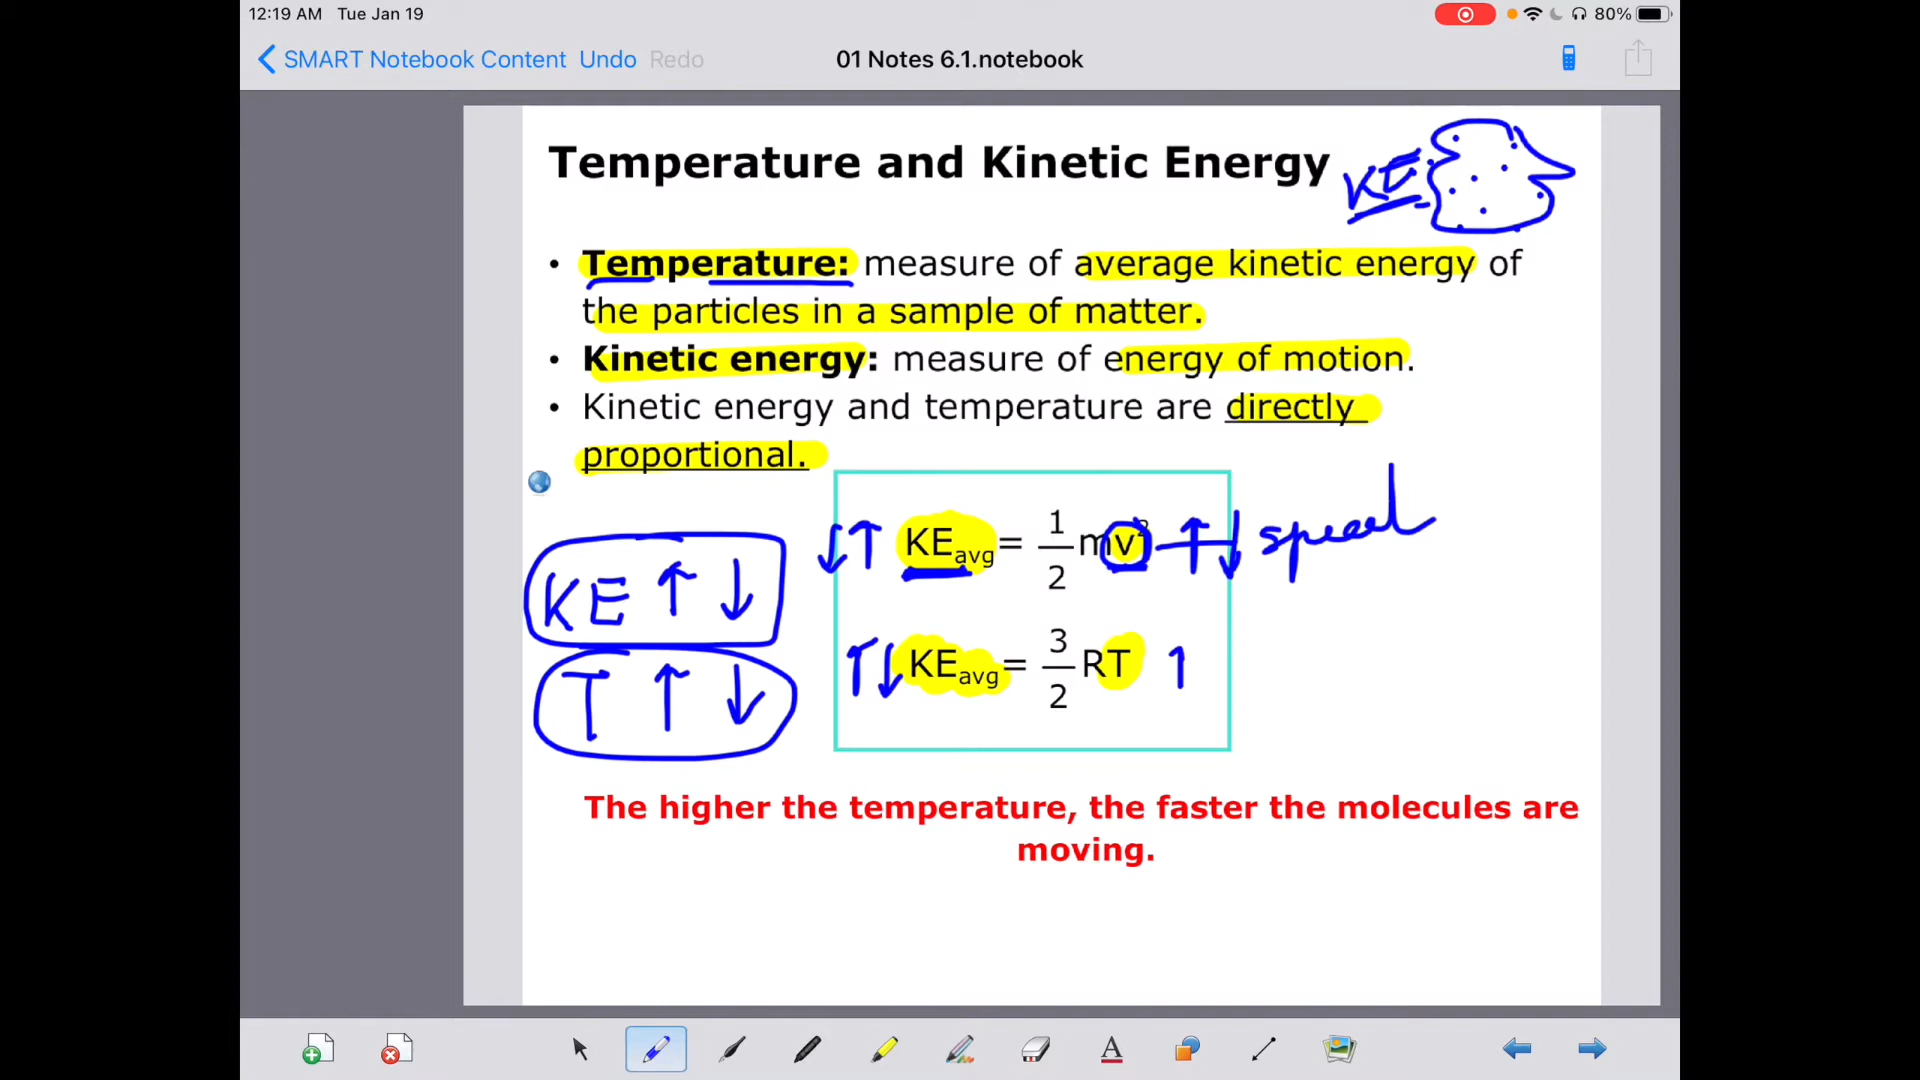 12:19 AM Tue Jan 19
80%
SMART Notebook Content Undo Redo
01 Notes 6.1.notebook
Temperature and Kinetic Energy
KE
• Temperature: measure of average kinetic energy of
the particles in a sample of matter.
• Kinetic energy: measure of energy of motion.
• Kinetic energy and temperature are directly
proportional.
↓↑ KEavg = 1/2 mv² ↑↓ speed
KE ↑ ↓
↑↓ KEavg = 3/2 RT ↑
T ↑ ↓
The higher the temperature, the faster the molecules are
moving.
A